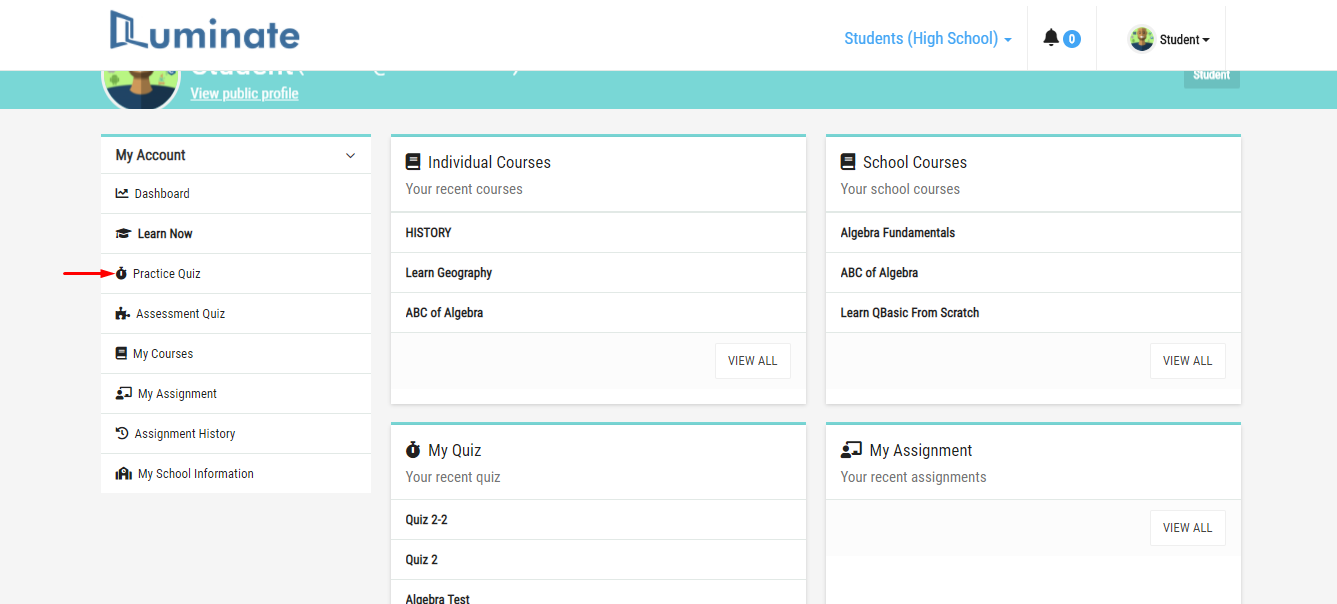 Luminate
Students (High School)
0
Student
Student
View public profile
Student
My Account
Dashboard
Learn Now
Practice Quiz
Assessment Quiz
My Courses
My Assignment
Assignment History
My School Information
Individual Courses
Your recent courses
HISTORY
Learn Geography
ABC of Algebra
VIEW ALL
School Courses
Your school courses
Algebra Fundamentals
ABC of Algebra
Learn QBasic From Scratch
VIEW ALL
My Quiz
Your recent quiz
Quiz 2-2
Quiz 2
Algebra Test
My Assignment
Your recent assignments
VIEW ALL